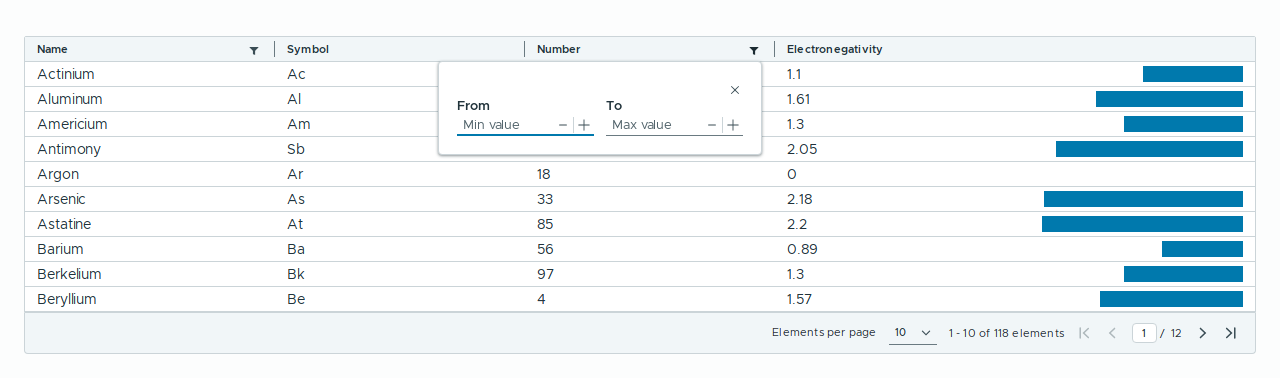 Name Symbol Number Electronegativity
Actinium Ac 1.1
Aluminum Al 1.61
Americium Am 1.3
Antimony Sb 2.05
From To
Min value Max value
Argon Ar 18 0
Arsenic As 33 2.18
Astatine At 85 2.2
Barium Ba 56 0.89
Berkelium Bk 97 1.3
Beryllium Be 4 1.57
Elements per page 10 1 - 10 of 118 elements 1 / 12